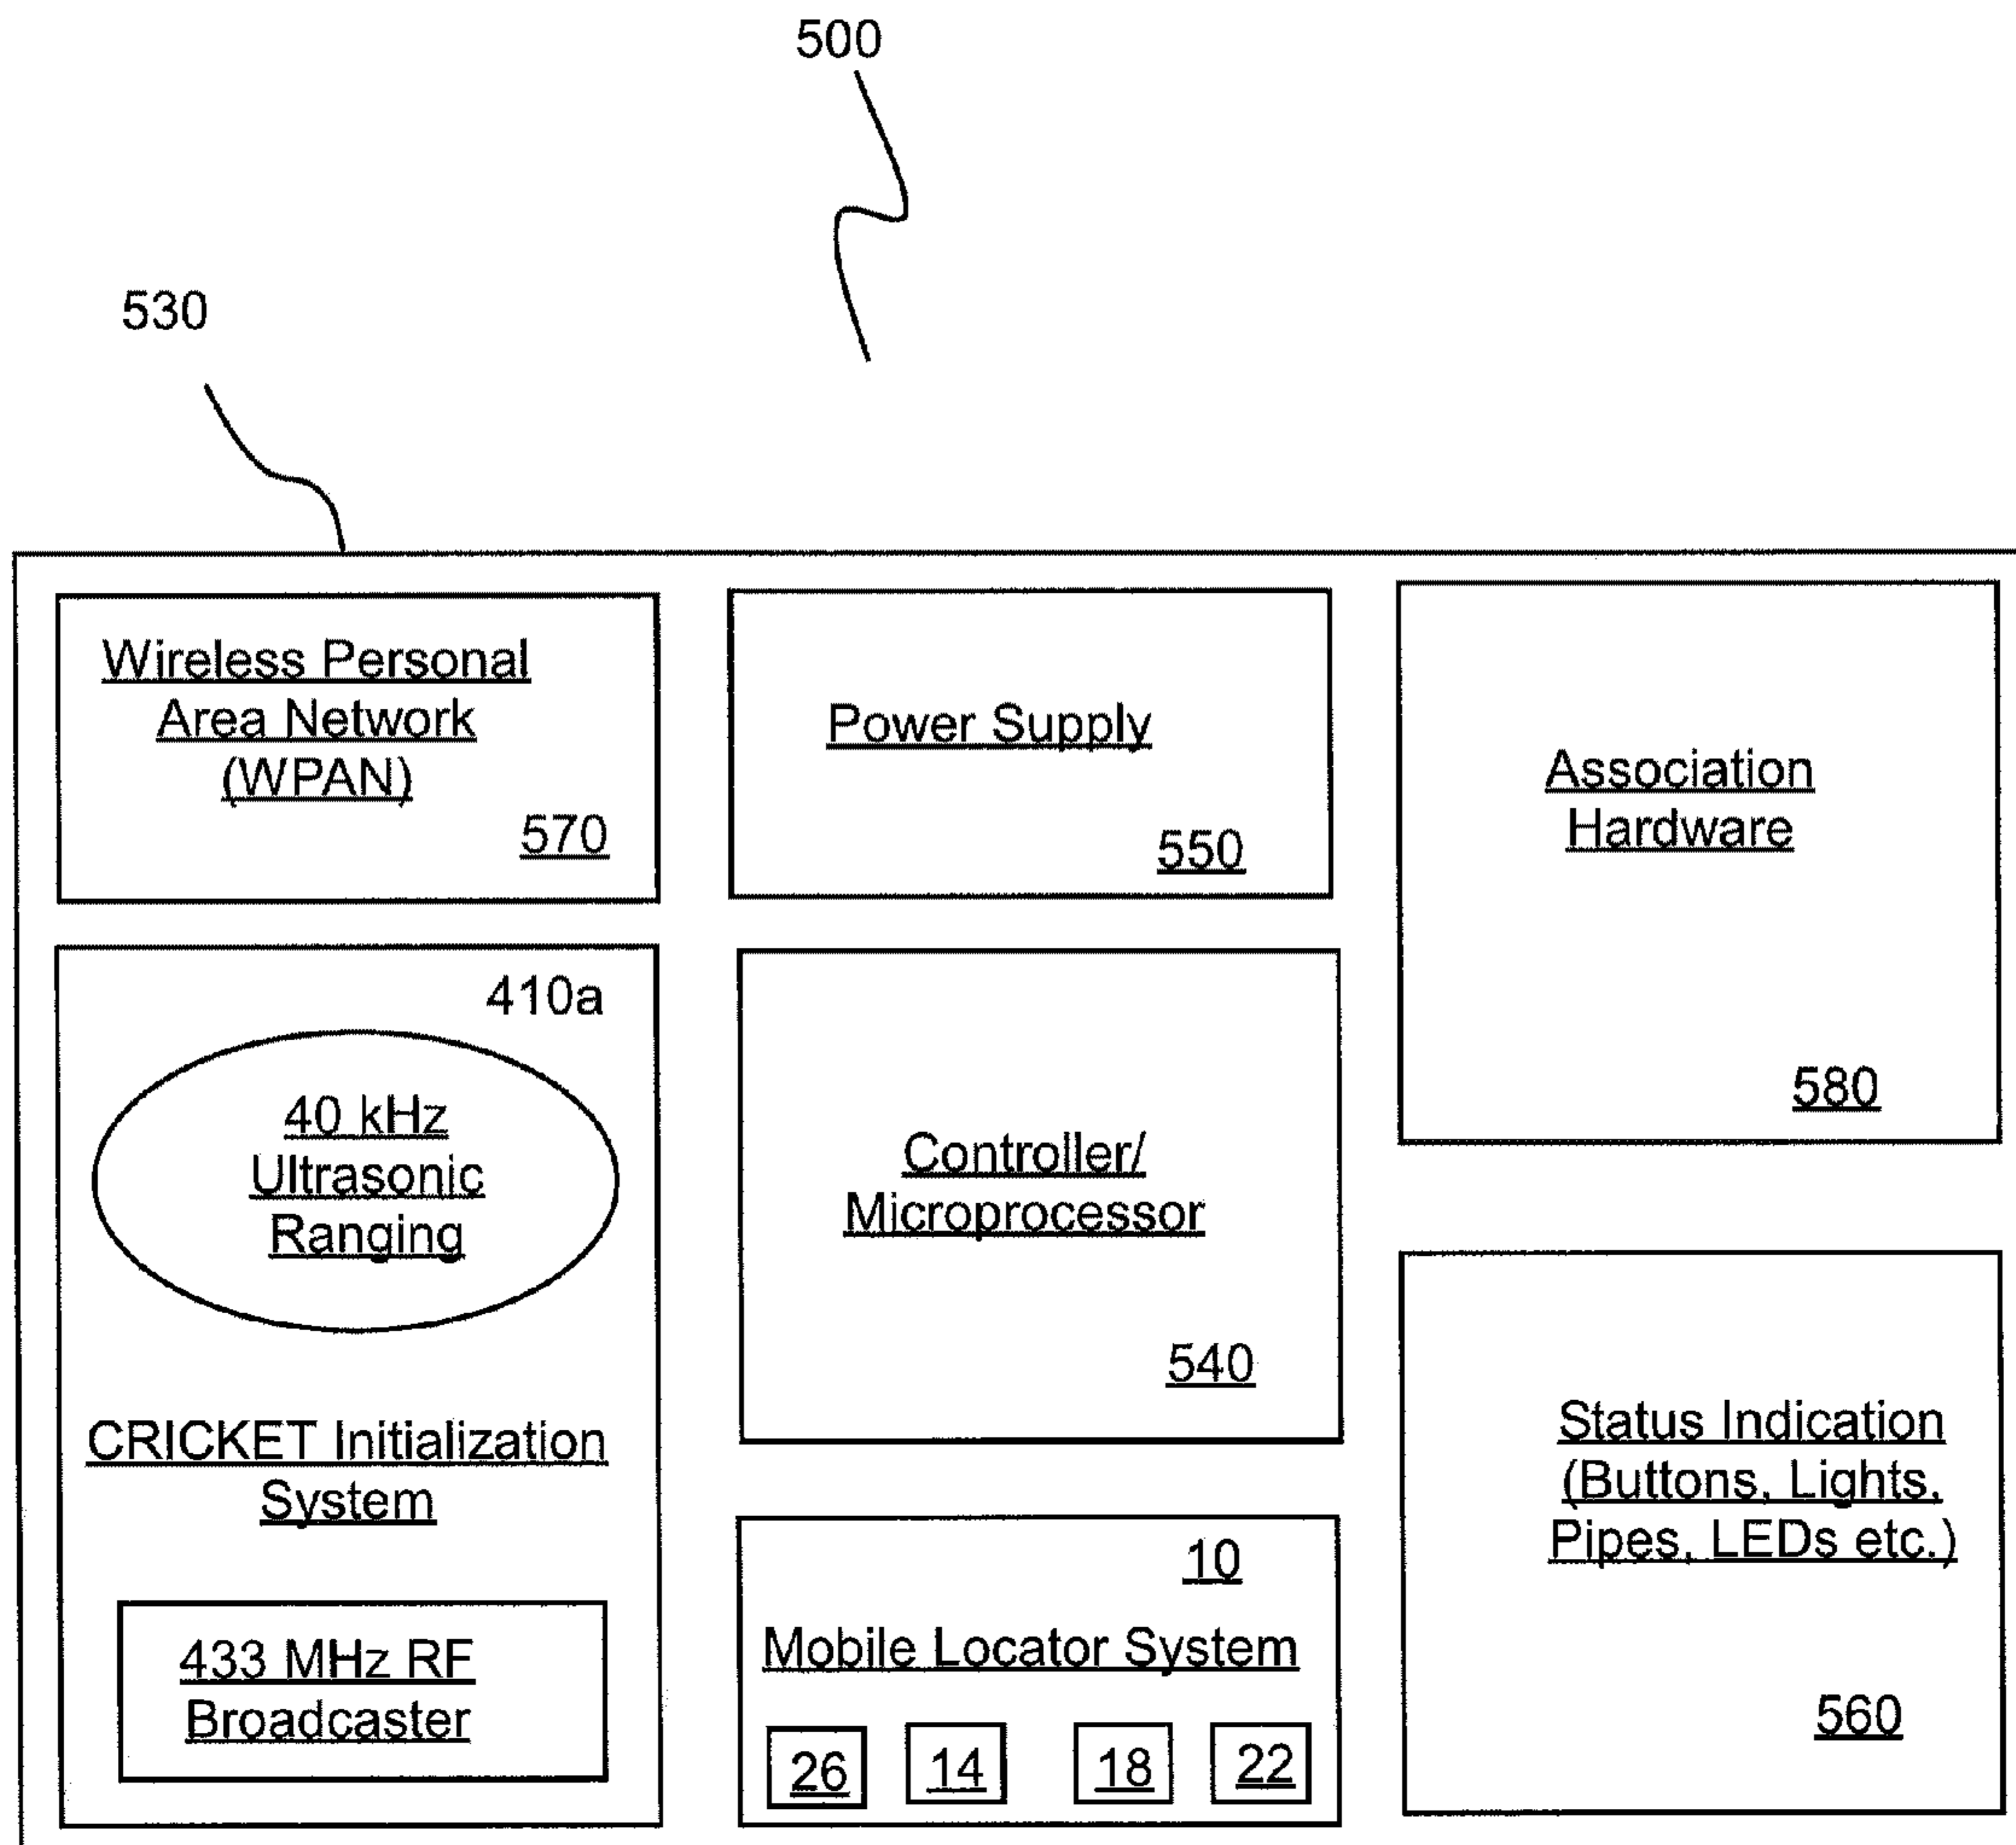 500
530
Wireless Personal
Area Network
(WPAN)
570
Power Supply
550
Association
Hardware
580
410a
40 kHz
Ultrasonic
Ranging
CRICKET Initialization
System
433 MHz RF
Broadcaster
Controller/
Microprocessor
540
10
Mobile Locator System
26
14
18
22
Status Indication
(Buttons, Lights,
Pipes, LEDs etc.)
560